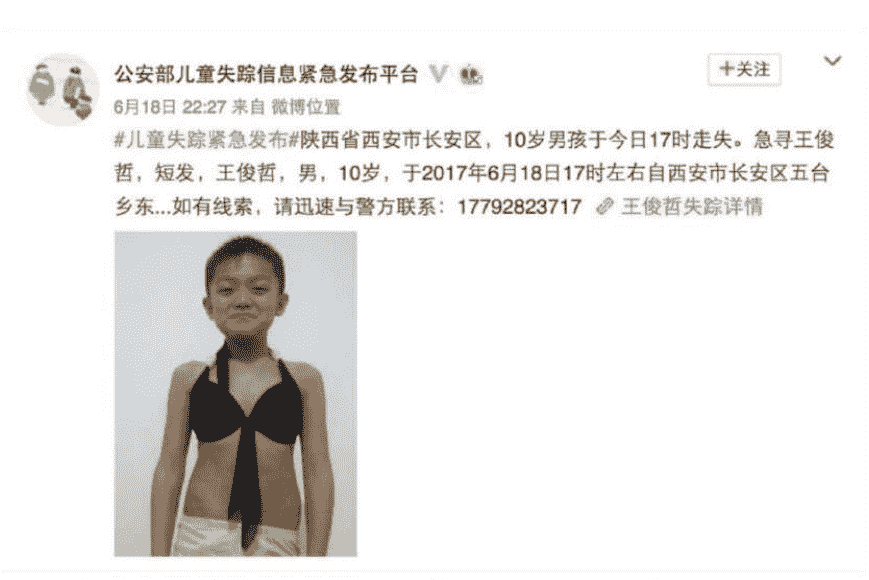 公安部儿童失踪信息紧急发布平台
+关注
6月18日 22:27 来自 微博位置
#儿童失踪紧急发布#陕西省西安市长安区，10岁男孩于今日17时走失。急寻王俊
哲，短发，王俊哲，男，10岁，于2017年6月18日17时左右自西安市长安区五台
乡东...如有线索，请迅速与警方联系：17792823717 王俊哲失踪详情